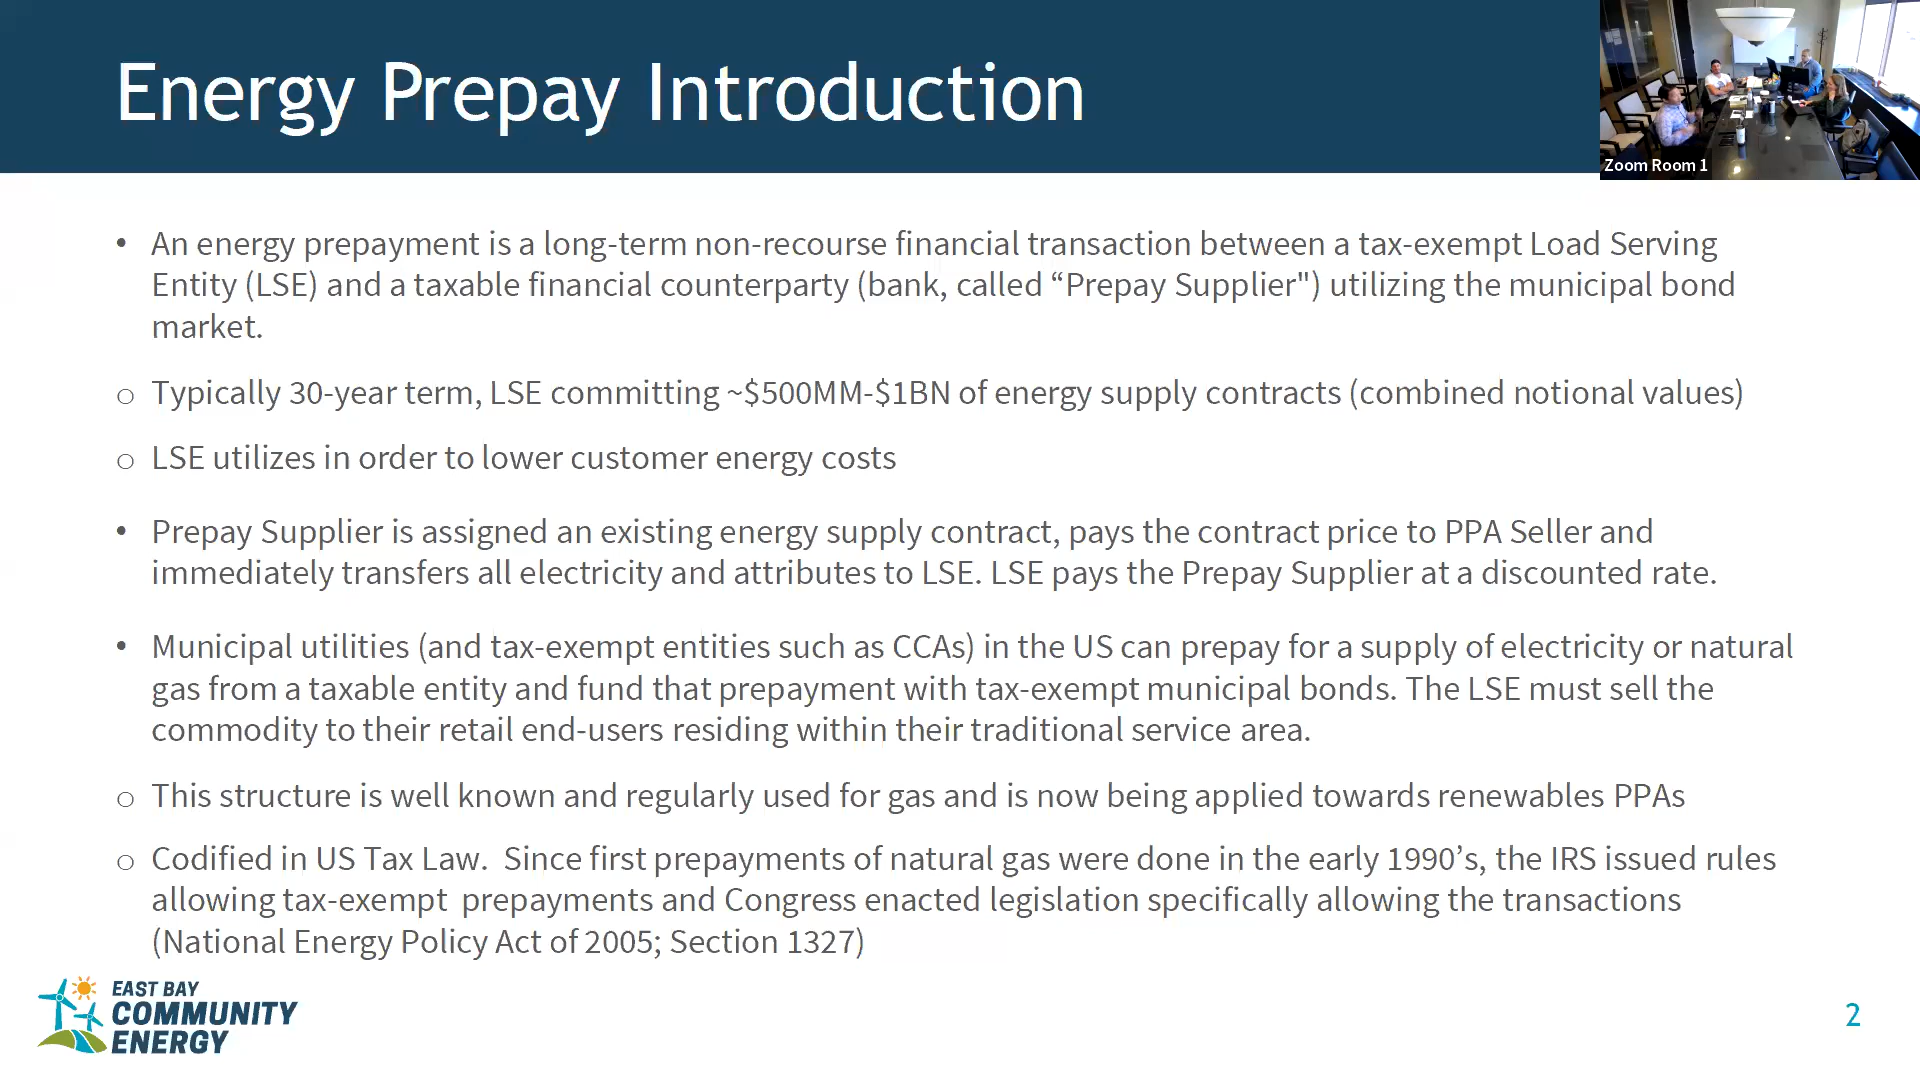 Energy Prepay Introduction
Zoom Room 1
• An energy prepayment is a long-term non-recourse financial transaction between a tax-exempt Load Serving
Entity (LSE) and a taxable financial counterparty (bank, called “Prepay Supplier") utilizing the municipal bond
market.
o Typically 30-year term, LSE committing ~$500MM-$1BN of energy supply contracts (combined notional values)
o LSE utilizes in order to lower customer energy costs
• Prepay Supplier is assigned an existing energy supply contract, pays the contract price to PPA Seller and
immediately transfers all electricity and attributes to LSE. LSE pays the Prepay Supplier at a discounted rate.
• Municipal utilities (and tax-exempt entities such as CCAs) in the US can prepay for a supply of electricity or natural
gas from a taxable entity and fund that prepayment with tax-exempt municipal bonds. The LSE must sell the
commodity to their retail end-users residing within their traditional service area.
o This structure is well known and regularly used for gas and is now being applied towards renewables PPAs
o Codified in US Tax Law.  Since first prepayments of natural gas were done in the early 1990’s, the IRS issued rules
allowing tax-exempt  prepayments and Congress enacted legislation specifically allowing the transactions
(National Energy Policy Act of 2005; Section 1327)
EAST BAY
COMMUNITY
ENERGY
2